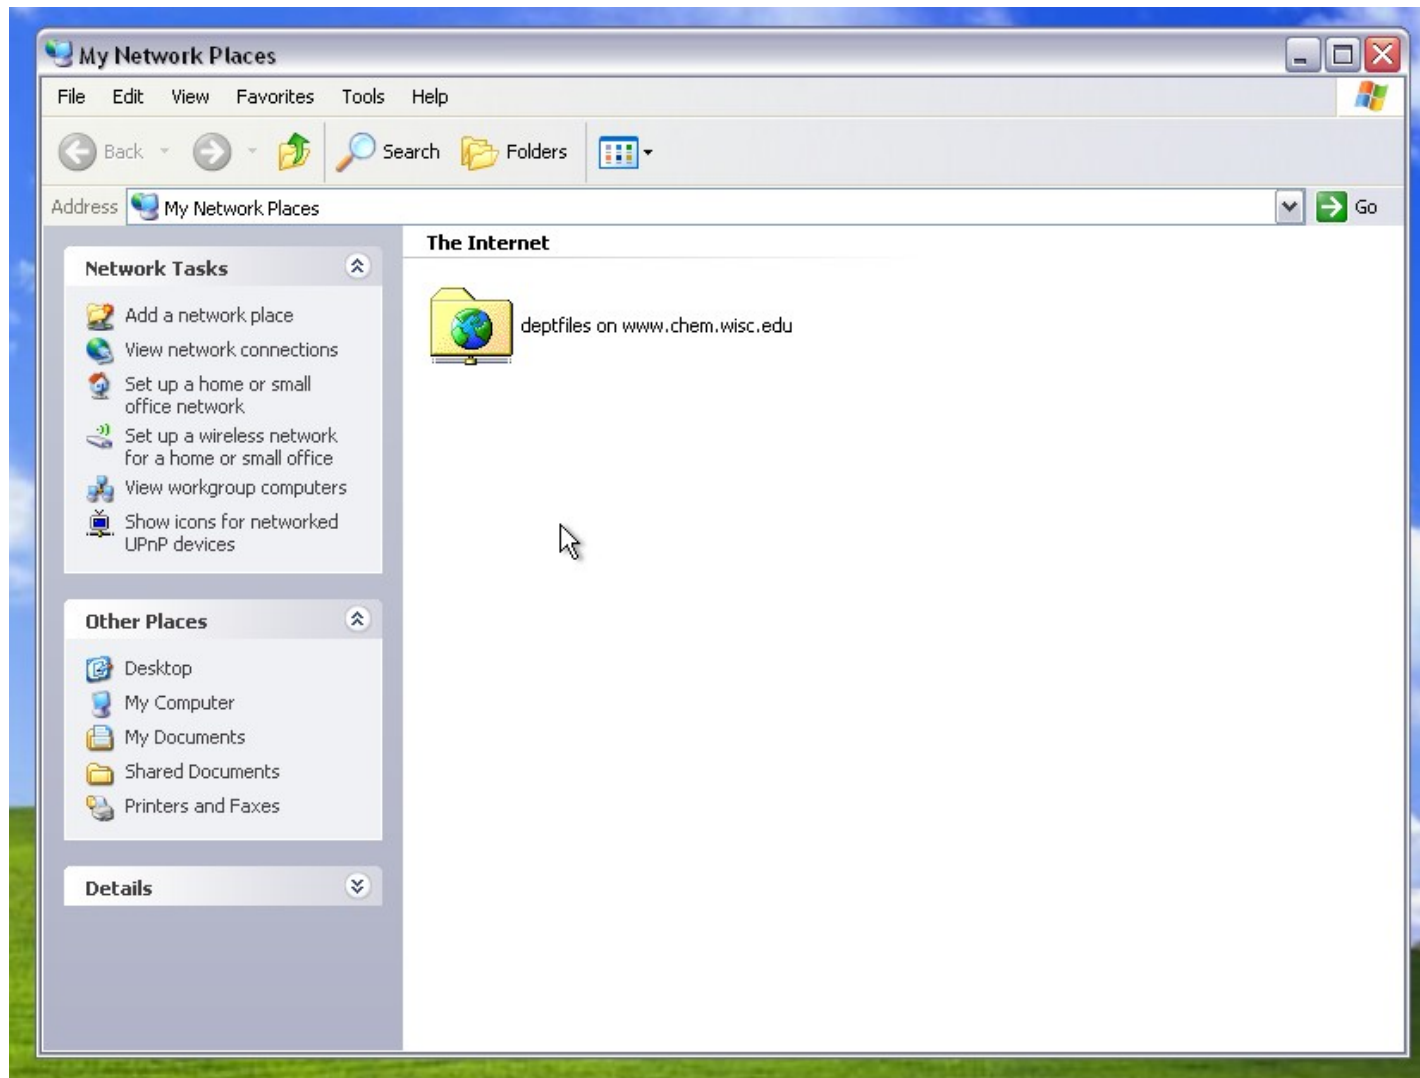 My Network Places
File Edit View Favorites Tools Help
Back Search Folders
Address My Network Places Go
Network Tasks
Add a network place
View network connections
Set up a home or small
office network
Set up a wireless network
for a home or small office
View workgroup computers
Show icons for networked
UPnP devices
Other Places
Desktop
My Computer
My Documents
Shared Documents
Printers and Faxes
Details
The Internet
deptfiles on www.chem.wisc.edu